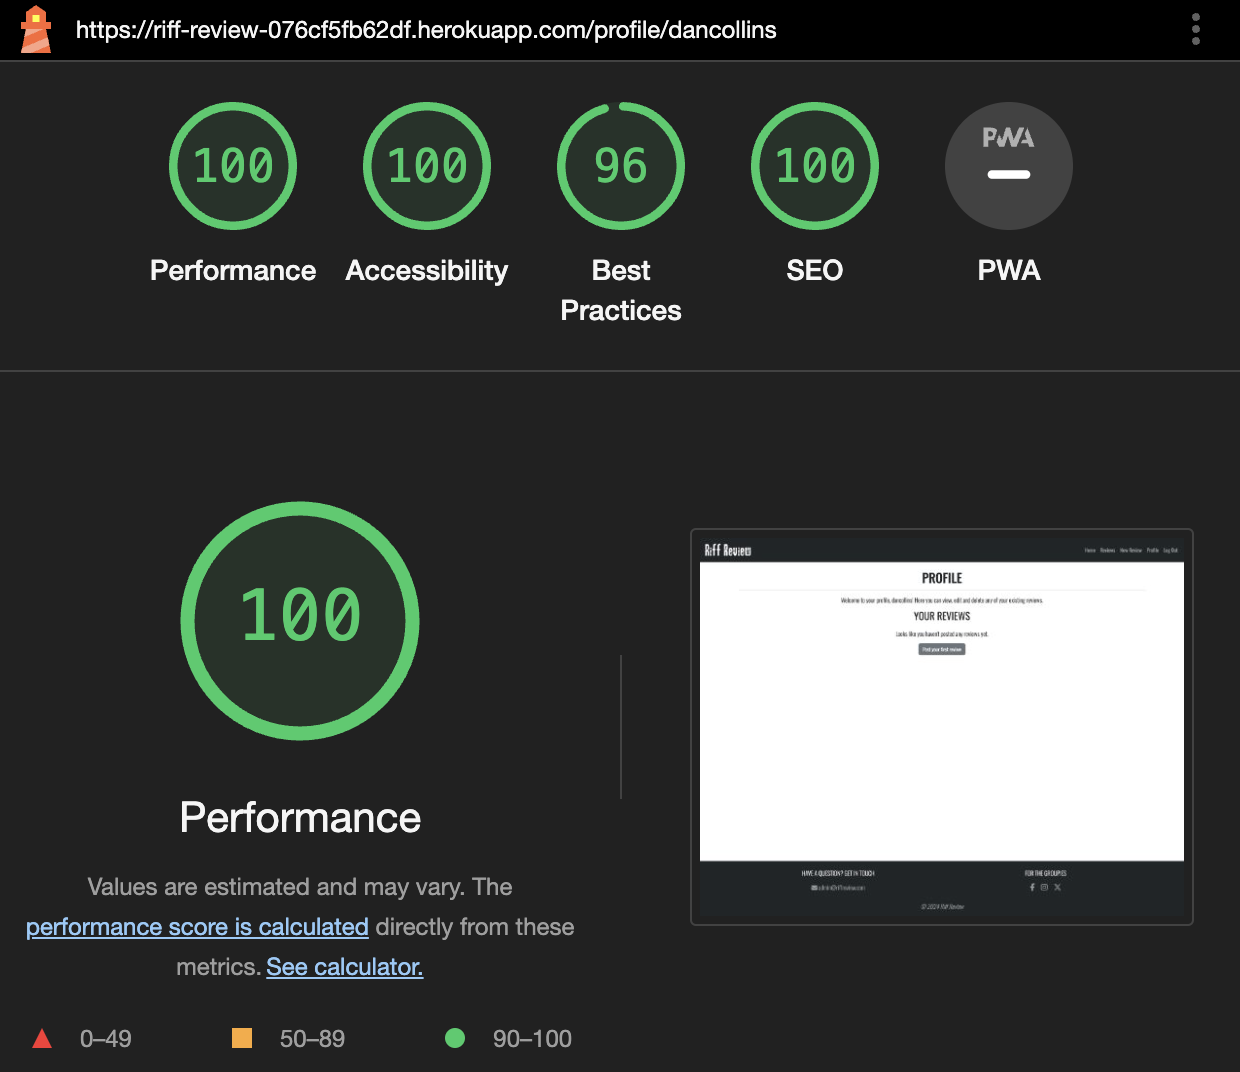 https://riff-review-076cf5fb62df.herokuapp.com/profile/dancollins
100
100
96
100
PWA
Performance
Accessibility
Best
Practices
SEO
PWA
100
Performance
Values are estimated and may vary. The
performance score is calculated directly from these
metrics. See calculator.
0–49
50–89
90–100
Riff Review
Home Reviews New Review Profile Log Out
PROFILE
Welcome to your profile, dancollins! Here you can view, edit and delete any of your existing reviews.
YOUR REVIEWS
Looks like you haven't posted any reviews yet.
Post your first review
HAVE A QUESTION? GET IN TOUCH
admin@riffreview.com
FOR THE GROUPIES
© 2024 Riff Review